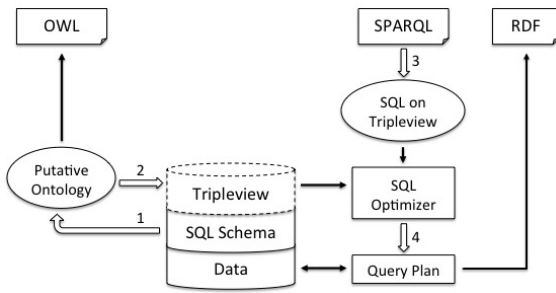 OWL
SPARQL
RDF
3
SQL on
Tripleview
Putative
Ontology
2
Tripleview
SQL
Optimizer
1
SQL Schema
4
Data
Query Plan